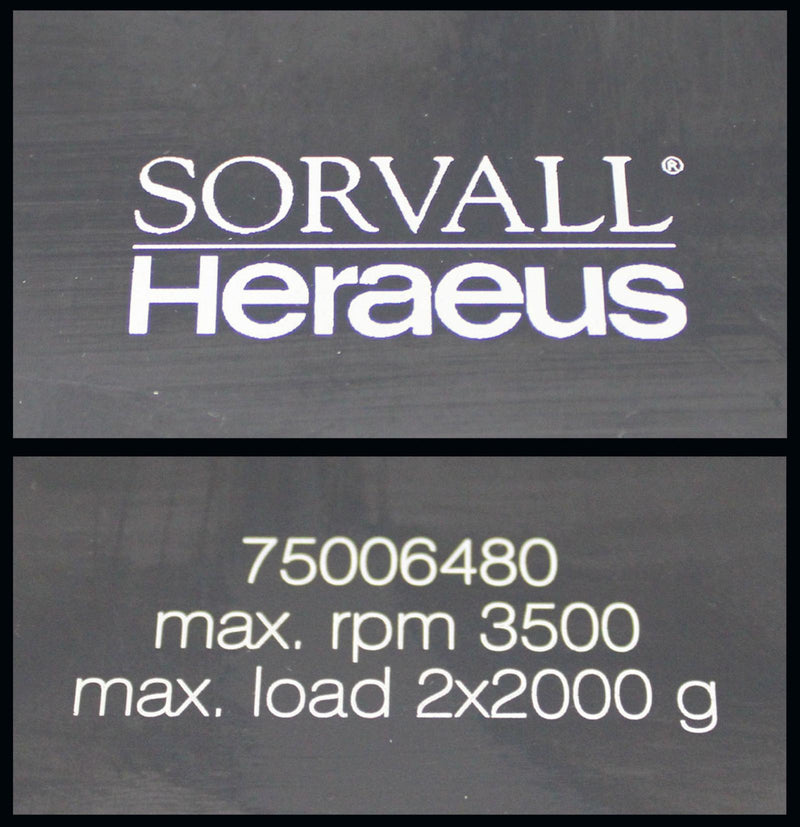 SORVALL®
Heraeus
75006480
max. rpm 3500
max. load 2x2000 g